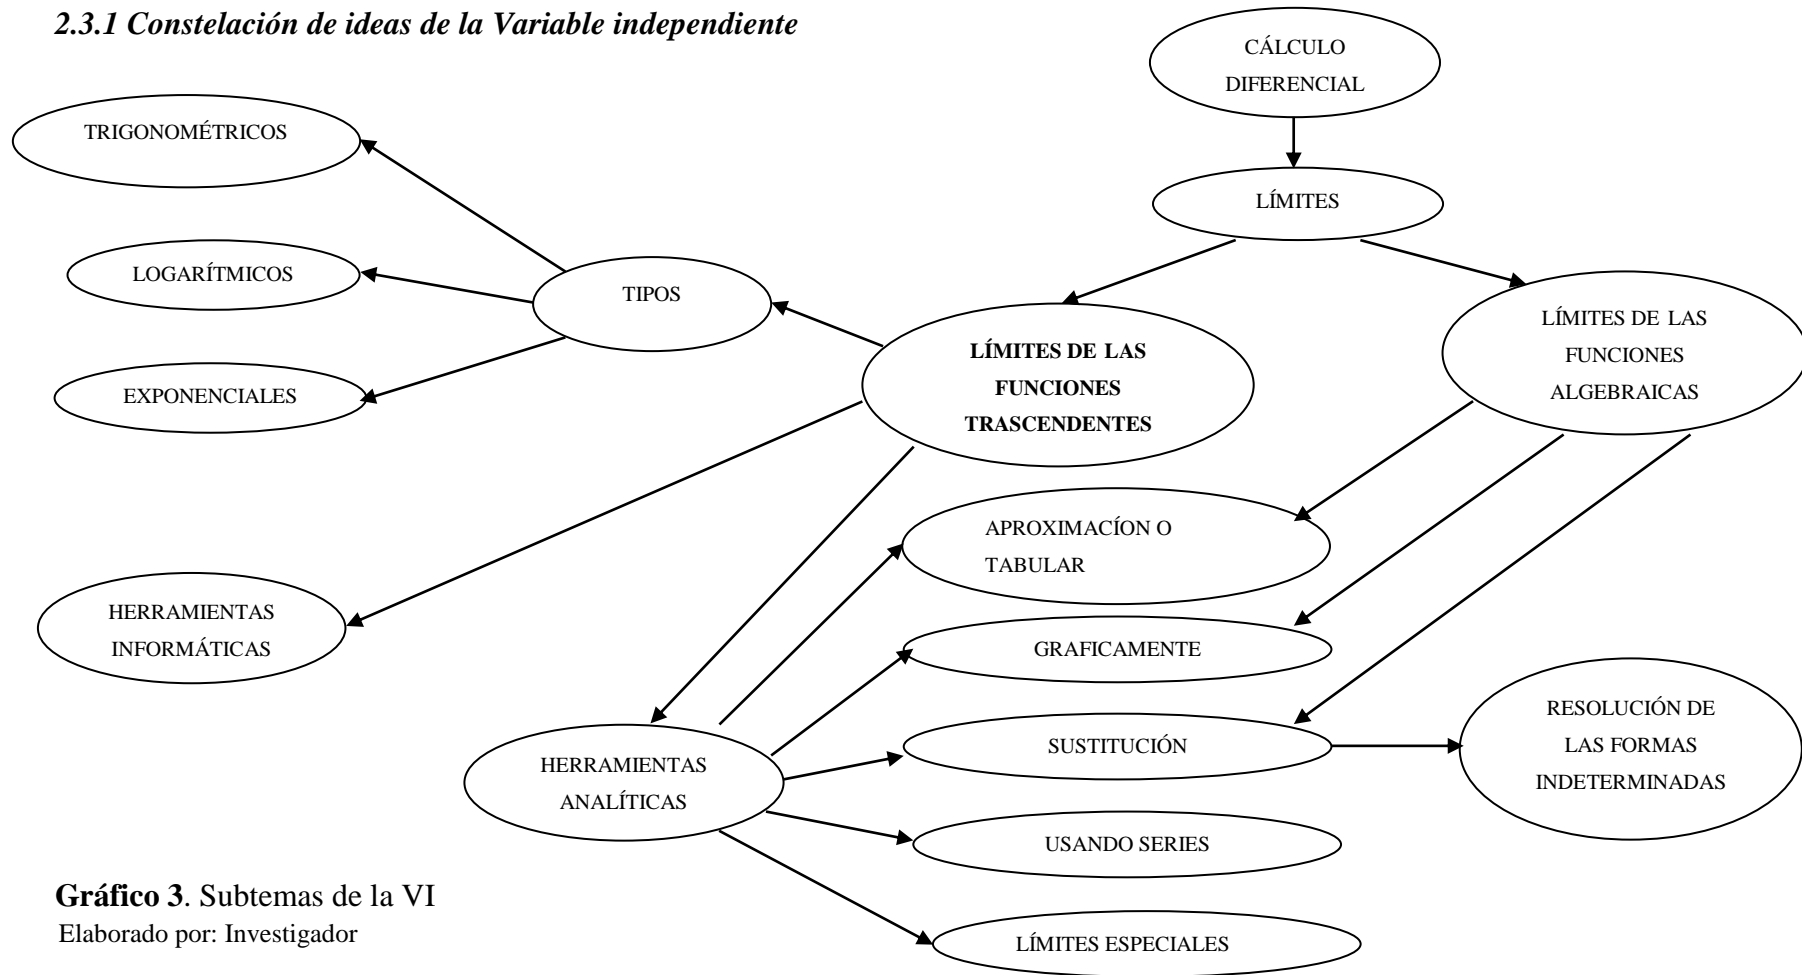 2.3.1 Constelación de ideas de la Variable independiente
CÁLCULO
DIFERENCIAL
TRIGONOMÉTRICOS
LÍMITES
LOGARÍTMICOS
TIPOS
EXPONENCIALES
LÍMITES DE LAS
FUNCIONES
TRASCENDENTES
LÍMITES DE LAS
FUNCIONES
ALGEBRAICAS
APROXIMACÍON O
TABULAR
HERRAMIENTAS
INFORMÁTICAS
GRAFICAMENTE
HERRAMIENTAS
ANALÍTICAS
SUSTITUCIÓN
RESOLUCIÓN DE
LAS FORMAS
INDETERMINADAS
USANDO SERIES
LÍMITES ESPECIALES
Gráfico 3. Subtemas de la VI
Elaborado por: Investigador